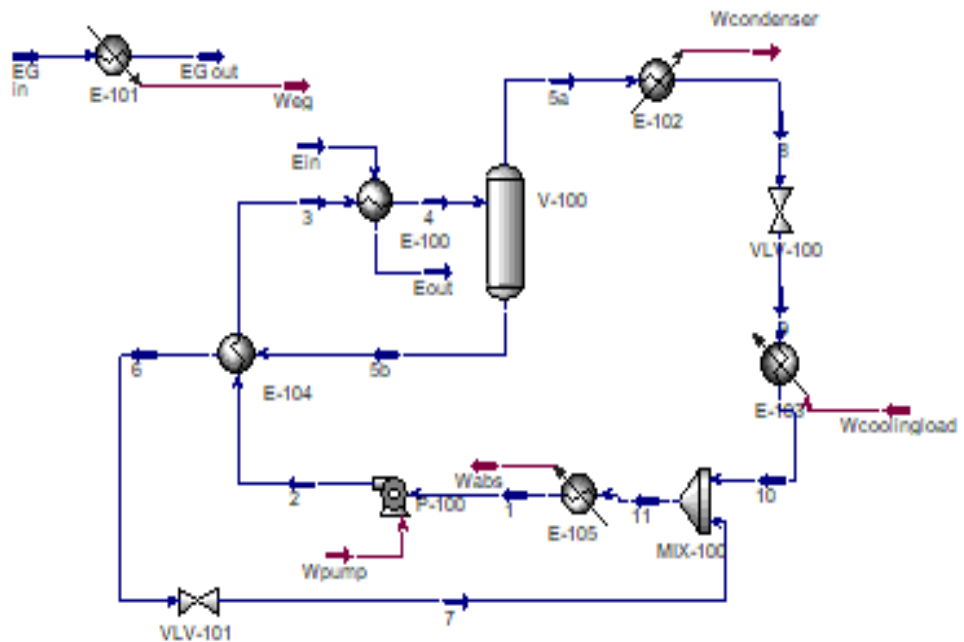 Wcondenser
EG
in
EG out
E-101
Weg
5a
E-102
8
Ein
V-100
3
4
E-100
VLV-100
Eout
9
6
5b
E-104
E-103
Wcoolingload
Wabs
2
P-100
1
E-105
11
MIX-100
10
Wpump
7
VLV-101